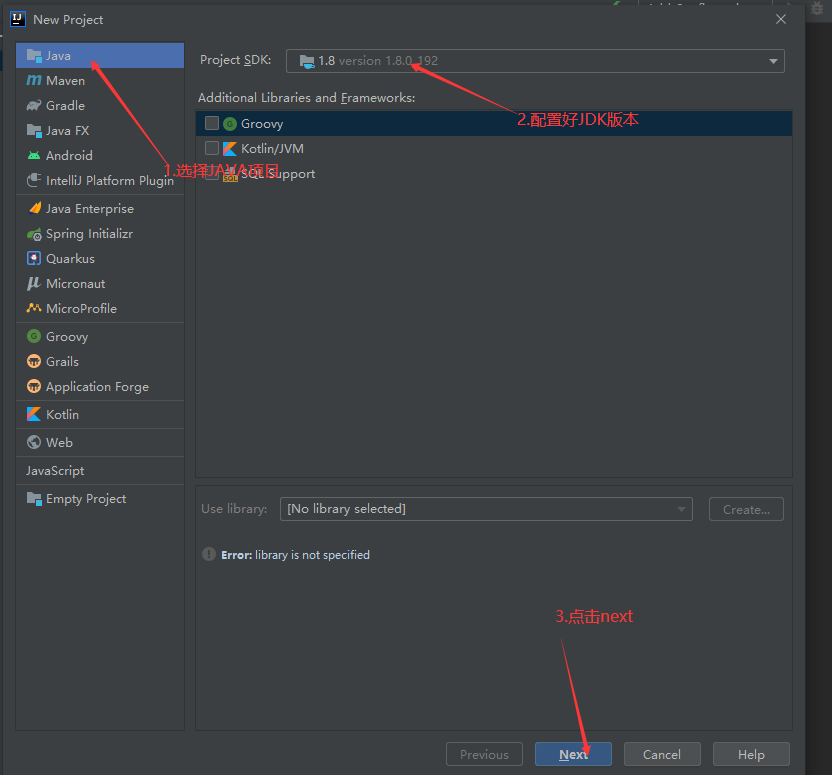 New Project
Java
Maven
Gradle
Java FX
Android
IntelliJ Platform Plugin
Java Enterprise
Spring Initializr
Quarkus
Micronaut
MicroProfile
Groovy
Grails
Application Forge
Kotlin
Web
JavaScript
Empty Project
1.选择JAVA项目
Project SDK:
1.8 version 1.8.0_192
2.配置好JDK版本
Additional Libraries and Frameworks:
Groovy
Kotlin/JVM
SQL Support
Use library:
[No library selected]
Create...
Error: library is not specified
3.点击next
Previous
Next
Cancel
Help